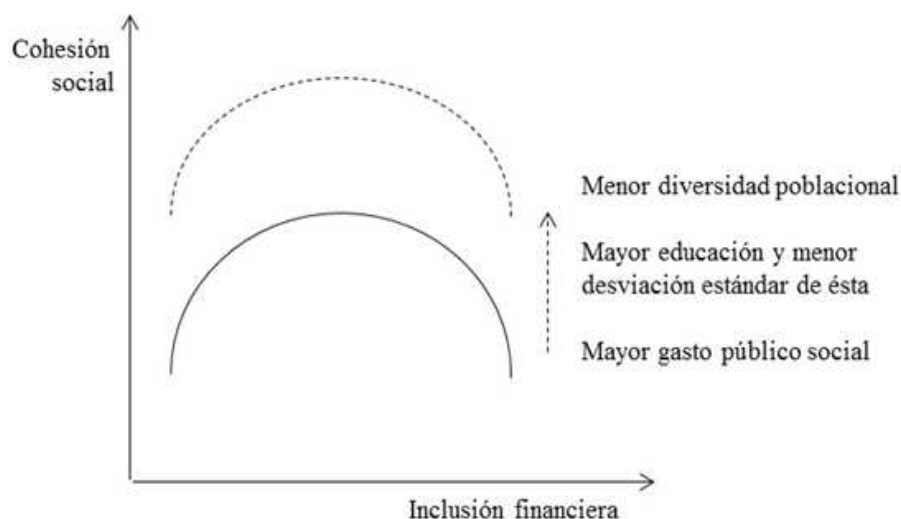 Cohesión
social
Menor diversidad poblacional
Mayor educación y menor
desviación estándar de ésta
Mayor gasto público social
Inclusión financiera